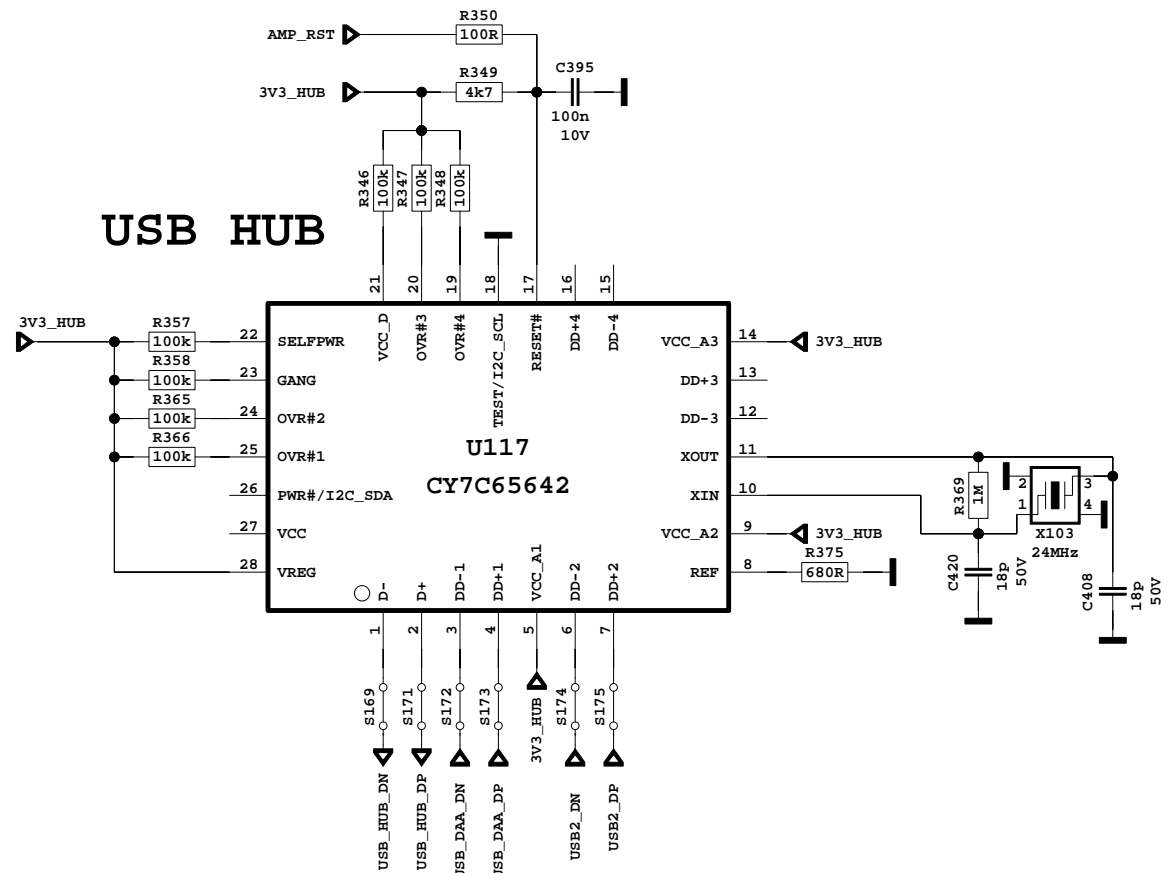 R350
AMP_RST
100R
R349
C395
3V3_HUB
4k7
100n
10V
R346
100k
R347
100k
R348
100k
USB HUB
21
20
19
18
17
16
15
VCC_D
OVR#3
OVR#4
TEST/I2C_SCL
RESET#
DD+4
DD-4
3V3_HUB
R357
100k
22
SELFPWR
R358
100k
23
GANG
R365
100k
24
OVR#2
R366
100k
25
OVR#1
26
PWR#/I2C_SDA
27
VCC
28
VREG
U117
CY7C65642
VCC_A3
14
3V3_HUB
DD+3
13
DD-3
12
XOUT
11
XIN
10
VCC_A2
9
3V3_HUB
REF
8
R375
680R
R369
1M
2
3
1
4
X103
24MHz
C420
18p
50V
C408
18p
50V
D-
D+
DD-1
DD+1
VCC_A1
DD-2
DD+2
1
2
3
4
5
6
7
S169
S171
S172
S173
3V3_HUB
S174
S175
USB_HUB_DN
USB_HUB_DP
USB_DAA_DN
USB_DAA_DP
USB2_DN
USB2_DP